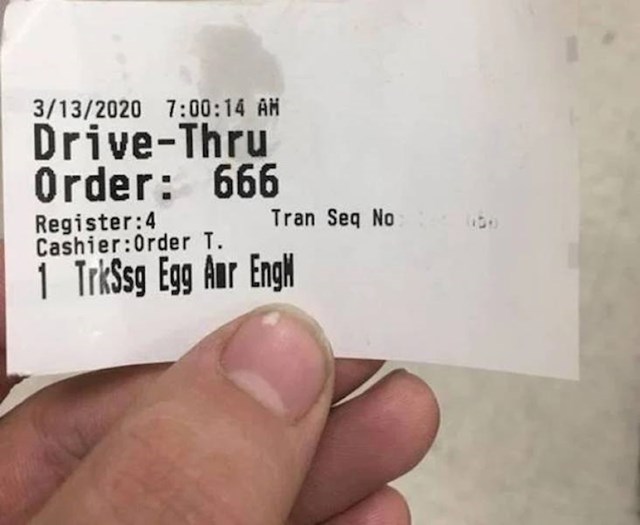 3/13/2020 7:00:14 AM
Drive-Thru
Order: 666
Register:4 Tran Seq No
Cashier:Order T.
1 TrkSsg Egg Amr EngM